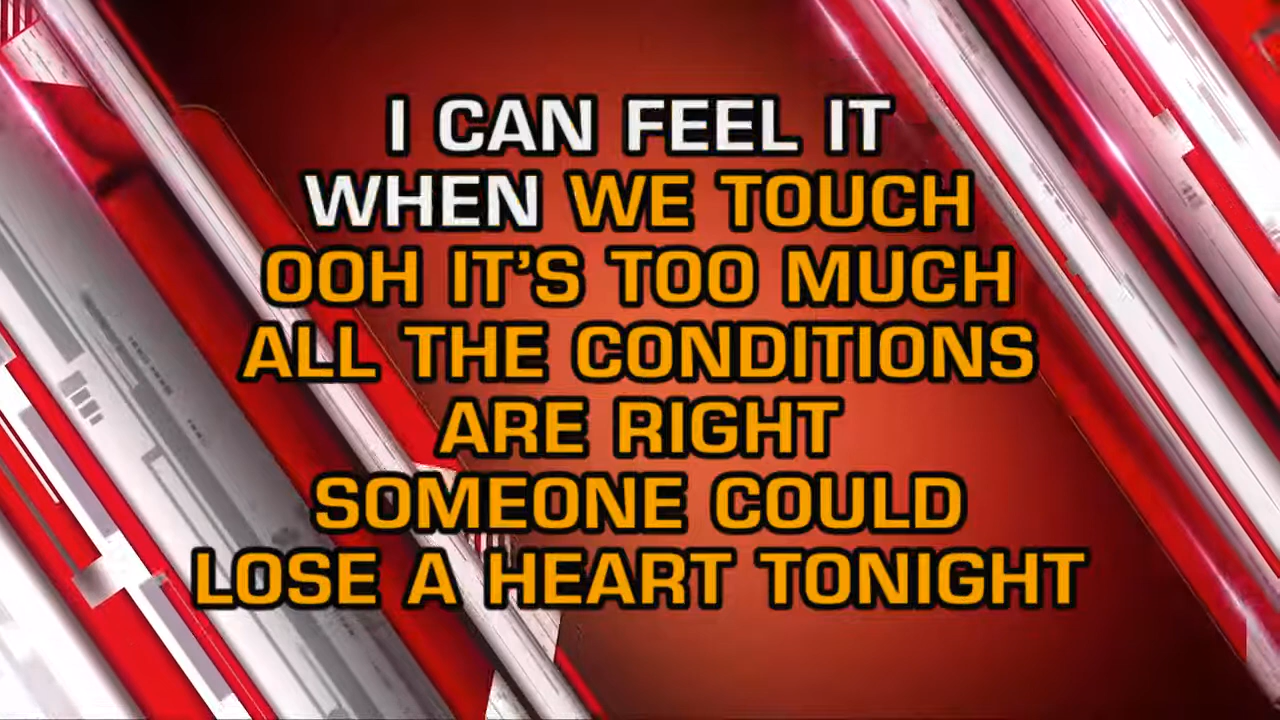 I CAN FEEL IT
WHEN WE TOUCH
OOH IT’S TOO MUCH
ALL THE CONDITIONS
ARE RIGHT
SOMEONE COULD
LOSE A HEART TONIGHT